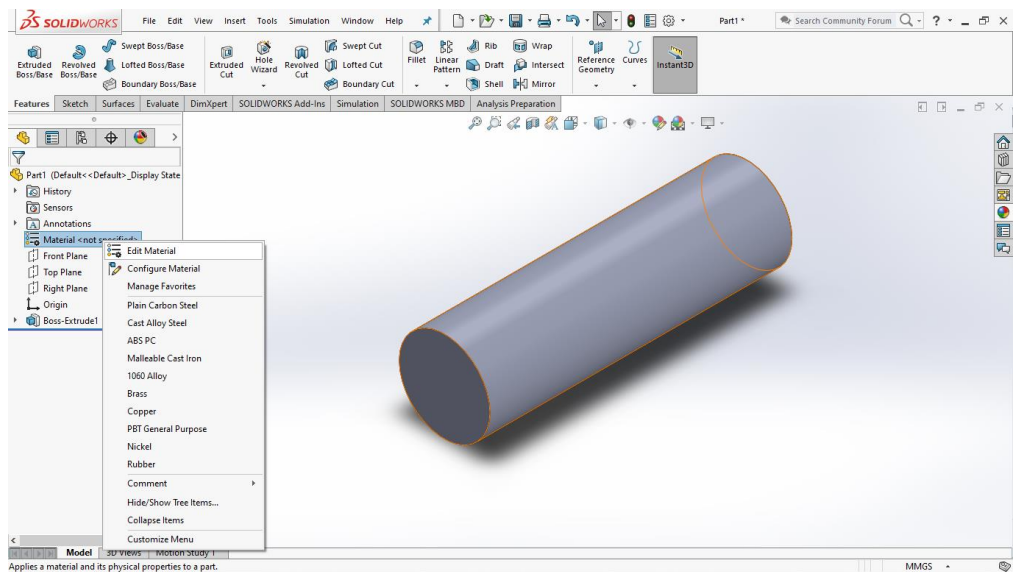 SOLIDWORKS File Edit View Insert Tools Simulation Window Help Part1 * Search Community Forum ?
Extruded Boss/Base
Revolved Boss/Base
Swept Boss/Base
Lofted Boss/Base
Boundary Boss/Base
Extruded Cut
Hole Wizard
Revolved Cut
Swept Cut
Lofted Cut
Boundary Cut
Fillet
Linear Pattern
Rib
Draft
Shell
Wrap
Intersect
Mirror
Reference Geometry
Curves
Instant3D
Features Sketch Surfaces Evaluate DimXpert SOLIDWORKS Add-Ins Simulation SOLIDWORKS MBD Analysis Preparation
Part1 (Default<<Default>_Display State
History
Sensors
Annotations
Material <not specified>
Front Plane
Top Plane
Right Plane
Origin
Boss-Extrude1
Edit Material
Configure Material
Manage Favorites
Plain Carbon Steel
Cast Alloy Steel
ABS PC
Malleable Cast Iron
1060 Alloy
Brass
Copper
PBT General Purpose
Nickel
Rubber
Comment
Hide/Show Tree Items...
Collapse Items
Customize Menu
Model 3D Views Motion Study 1
Applies a material and its physical properties to a part. MMGS